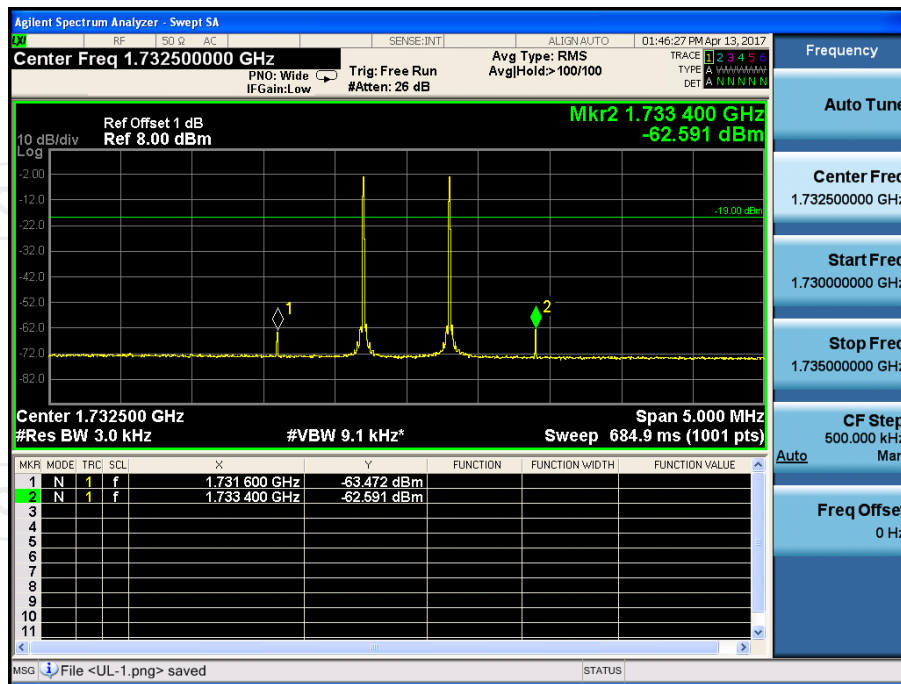 Agilent Spectrum Analyzer - Swept SA
LXI RF 50 Ω AC SENSE:INT ALIGN AUTO 01:46:27 PM Apr 13, 2017
Center Freq 1.732500000 GHz
PNO: Wide
IFGain:Low
Trig: Free Run
#Atten: 26 dB
Avg Type: RMS
Avg|Hold:>100/100
TRACE 1 2 3 4 5 6
TYPE A WWWWWW
DET A N N N N N
Frequency
Auto Tune
Center Freq
1.732500000 GHz
Start Freq
1.730000000 GHz
Stop Freq
1.735000000 GHz
CF Step
500.000 kHz
Auto Man
Freq Offset
0 Hz
Mkr2 1.733 400 GHz
-62.591 dBm
Ref Offset 1 dB
10 dB/div Ref 8.00 dBm
Log
-2.00
-12.0
-22.0
-32.0
-42.0
-52.0
-62.0
-72.0
-82.0
-19.00 dBm
1
2
Center 1.732500 GHz Span 5.000 MHz
#Res BW 3.0 kHz #VBW 9.1 kHz* Sweep 684.9 ms (1001 pts)
MKR MODE TRC SCL X Y FUNCTION FUNCTION WIDTH FUNCTION VALUE
1 N 1 f 1.731 600 GHz -63.472 dBm
2 N 1 f 1.733 400 GHz -62.591 dBm
3
4
5
6
7
8
9
10
11
MSG File <UL-1.png> saved STATUS